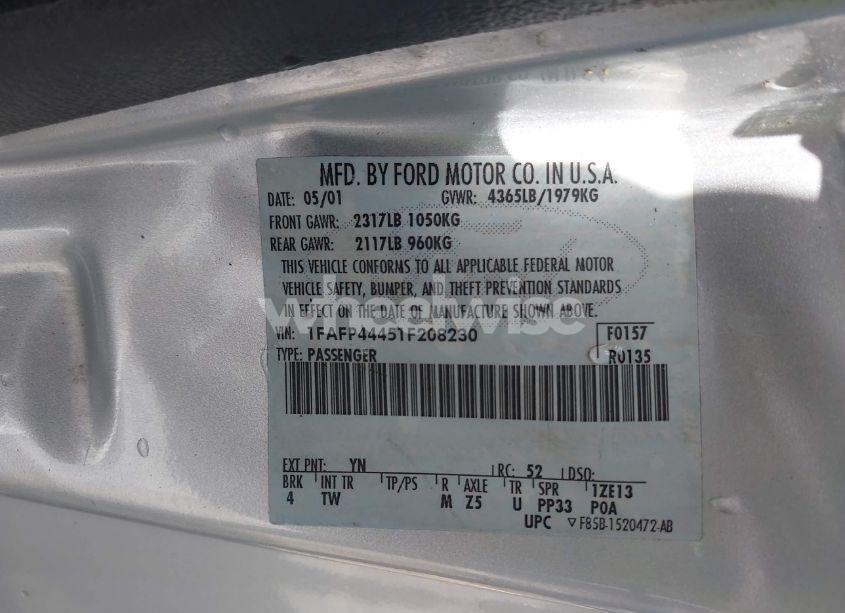 MFD. BY FORD MOTOR CO. IN U.S.A.
DATE: 05/01 GVWR: 4365LB/1979KG
FRONT GAWR: 2317LB 1050KG
REAR GAWR: 2117LB 960KG
THIS VEHICLE CONFORMS TO ALL APPLICABLE FEDERAL MOTOR
VEHICLE SAFETY, BUMPER, AND THEFT PREVENTION STANDARDS
IN EFFECT ON THE DATE OF MANUFACTURE SHOWN ABOVE.
wheelwise
VIN: 1FAFP44451F208230 F0157
TYPE: PASSENGER R0135
EXT PNT: YN RC: 52 DSO:
BRK INT TR TP/PS R AXLE TR SPR 1ZE13
4 TW M Z5 U PP33 POA
UPC ▽F85B-1520472-AB